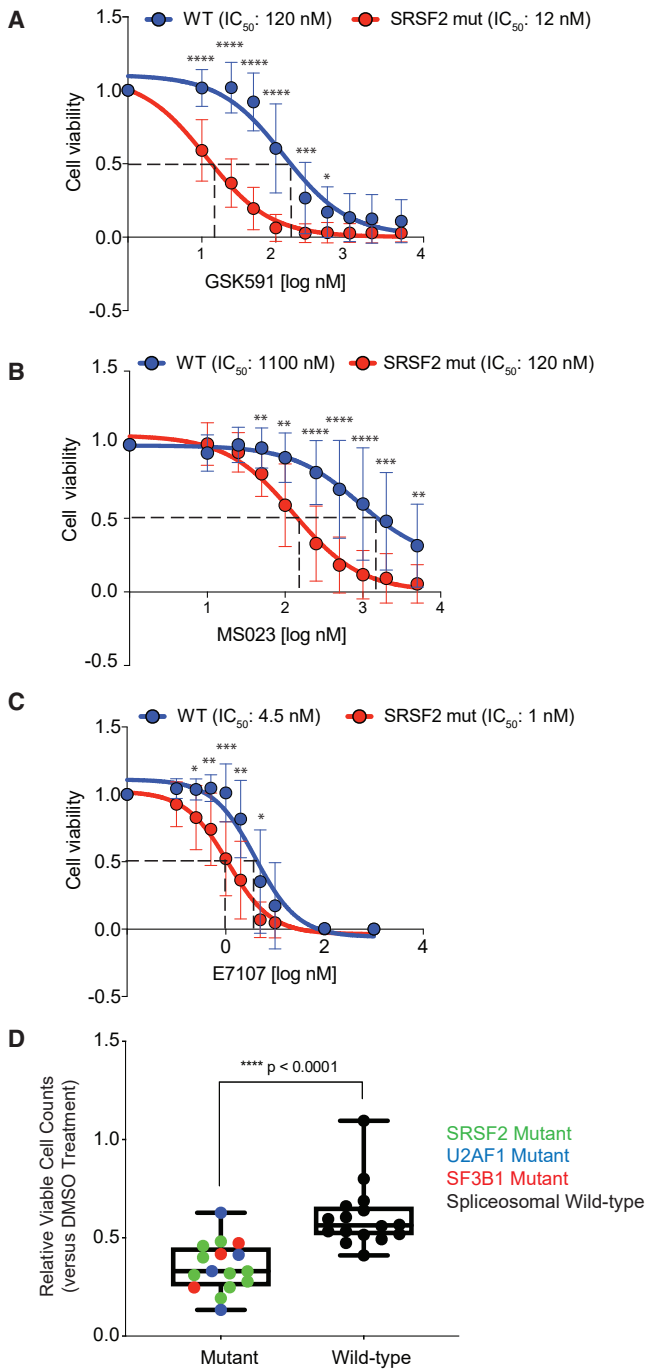 A
WT (IC50: 120 nM) SRSF2 mut (IC50: 12 nM)
1.5
1.0
0.5
0.0
-0.5
Cell viability
**** **** **** **** *** *
1 2 3 4
GSK591 [log nM]
B
WT (IC50: 1100 nM) SRSF2 mut (IC50: 120 nM)
1.5
1.0
0.5
0.0
-0.5
Cell viability
** ** **** **** **** *** **
1 2 3 4
MS023 [log nM]
C
WT (IC50: 4.5 nM) SRSF2 mut (IC50: 1 nM)
1.5
1.0
0.5
0.0
-0.5
Cell viability
* ** *** ** *
0 2 4
E7107 [log nM]
D
1.5
1.0
0.5
0.0
Relative Viable Cell Counts
(versus DMSO Treatment)
**** p < 0.0001
SRSF2 Mutant
U2AF1 Mutant
SF3B1 Mutant
Spliceosomal Wild-type
Mutant Wild-type